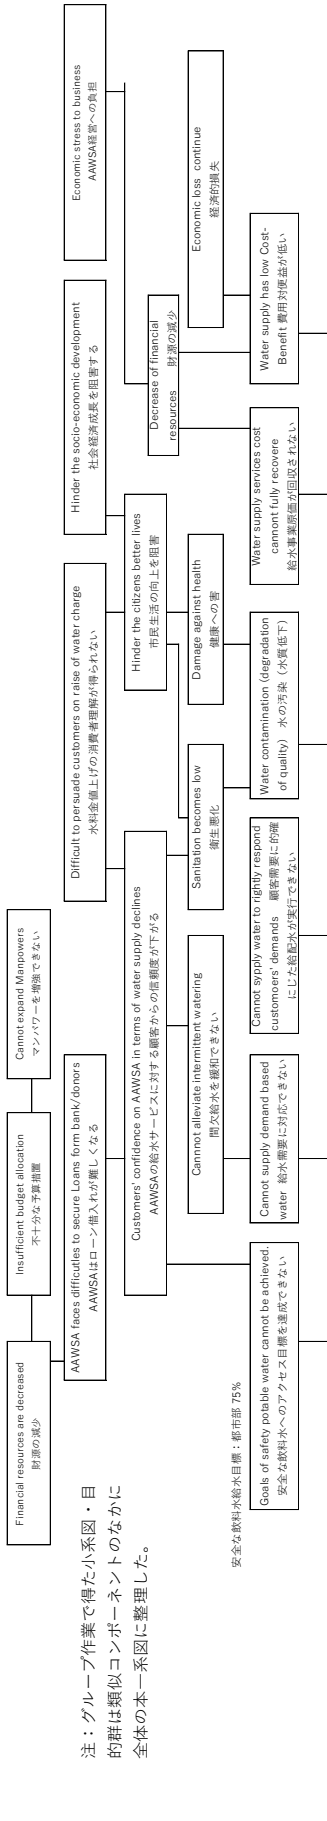 Financial resources are decreased
財源の減少
Insufficient budget allocation
不十分な予算措置
Cannot expand Manpowers
マンパワーを増強できない
AAWSA faces difficutles to secure Loans form bank/donors
AAWSAはローン借入れが難しくなる
Difficult to persuade customers on raise of water charge
水料金値上げの消費者理解が得られない
Hinder the socio-economic development
社会経済成長を阻害する
Economic stress to business
AAWSA経営への負担
注：グループ作業で得た小系図・目
的群は類似コンポーネントのなかに
全体の本一系図に整理した。
Customers' confidence on AAWSA in terms of water supply declines
AAWSAの給水サービスに対する顧客からの信頼度が下がる
Hinder the citizens better lives
市民生活の向上を阻害
Decrease of financial
resources 財源の減少
Cannnot alleviate intermittent watering
間欠給水を緩和できない
Sanitation becomes low
衛生悪化
Damage against health
健康への害
Economic loss continue
経済的損失
安全な飲料水給水目標：都市部 75%
Goals of safety potable water cannot be achieved.
安全な飲料水へのアクセス目標を達成できない
Cannot supply demand based
water 給水需要に対応できない
Cannot sypply water to rightly respond
customoers' demands 顧客需要に的確
にじた給配水が実行できない
Water contamination (degradation
of quality) 水の汚染（水質低下）
Water supply services cost
cannont fully recovere
給水事業原価が回収されない
Water supply has low Cost-
Benefit 費用対便益が低い